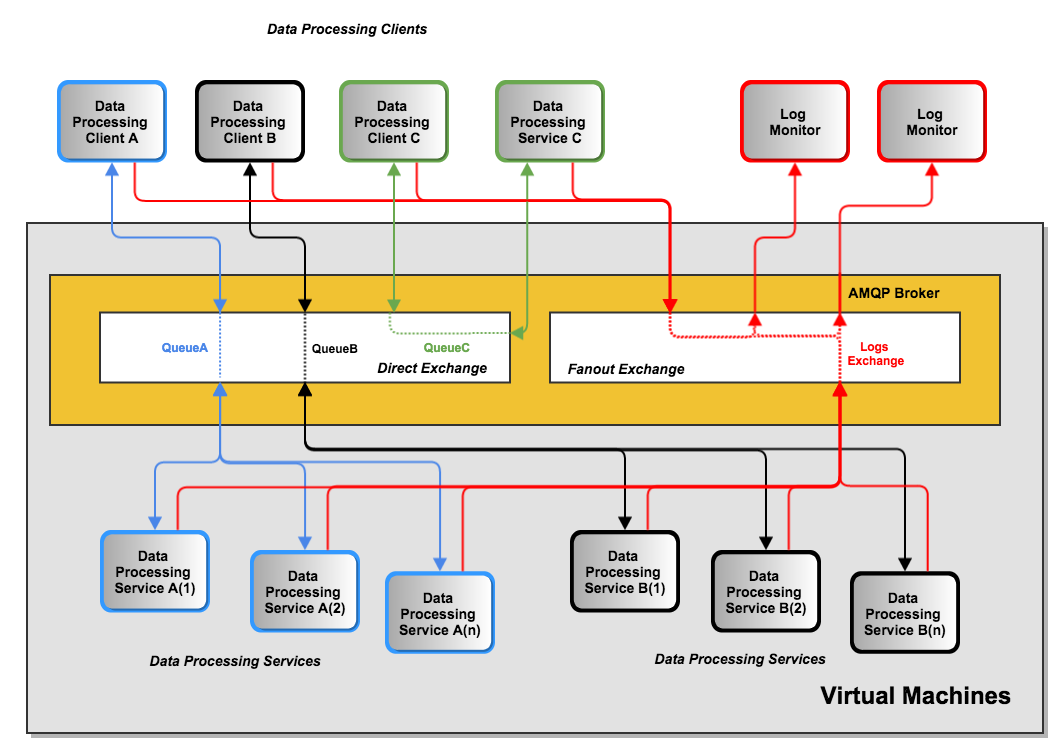 Data Processing Clients
Data
Processing
Client A
Data
Processing
Client B
Data
Processing
Client C
Data
Processing
Service C
Log
Monitor
Log
Monitor
AMQP Broker
QueueA
QueueB
QueueC
Direct Exchange
Fanout Exchange
Logs
Exchange
Data
Processing
Service A(1)
Data
Processing
Service A(2)
Data
Processing
Service A(n)
Data
Processing
Service B(1)
Data
Processing
Service B(2)
Data
Processing
Service B(n)
Data Processing Services
Data Processing Services
Virtual Machines